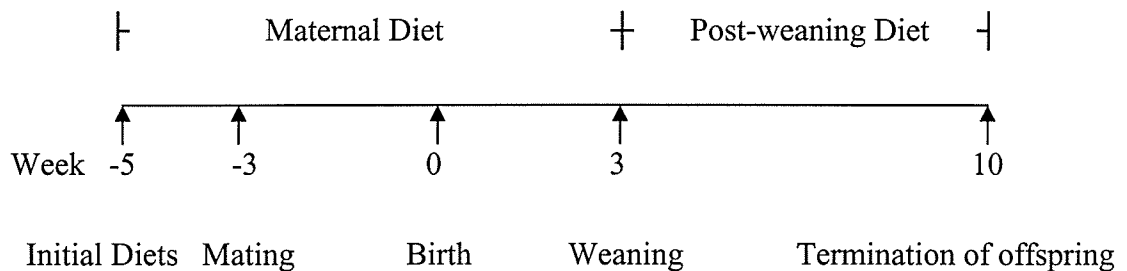 Maternal Diet Post-weaning Diet
Week -5 -3 0 3 10
Initial Diets Mating Birth Weaning Termination of offspring